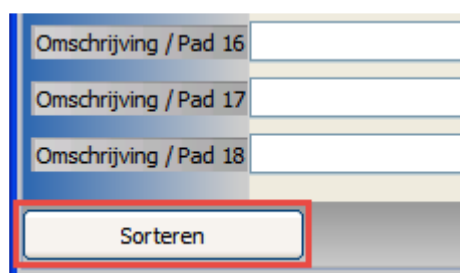 Omschrijving / Pad 16
Omschrijving / Pad 17
Omschrijving / Pad 18
Sorteren